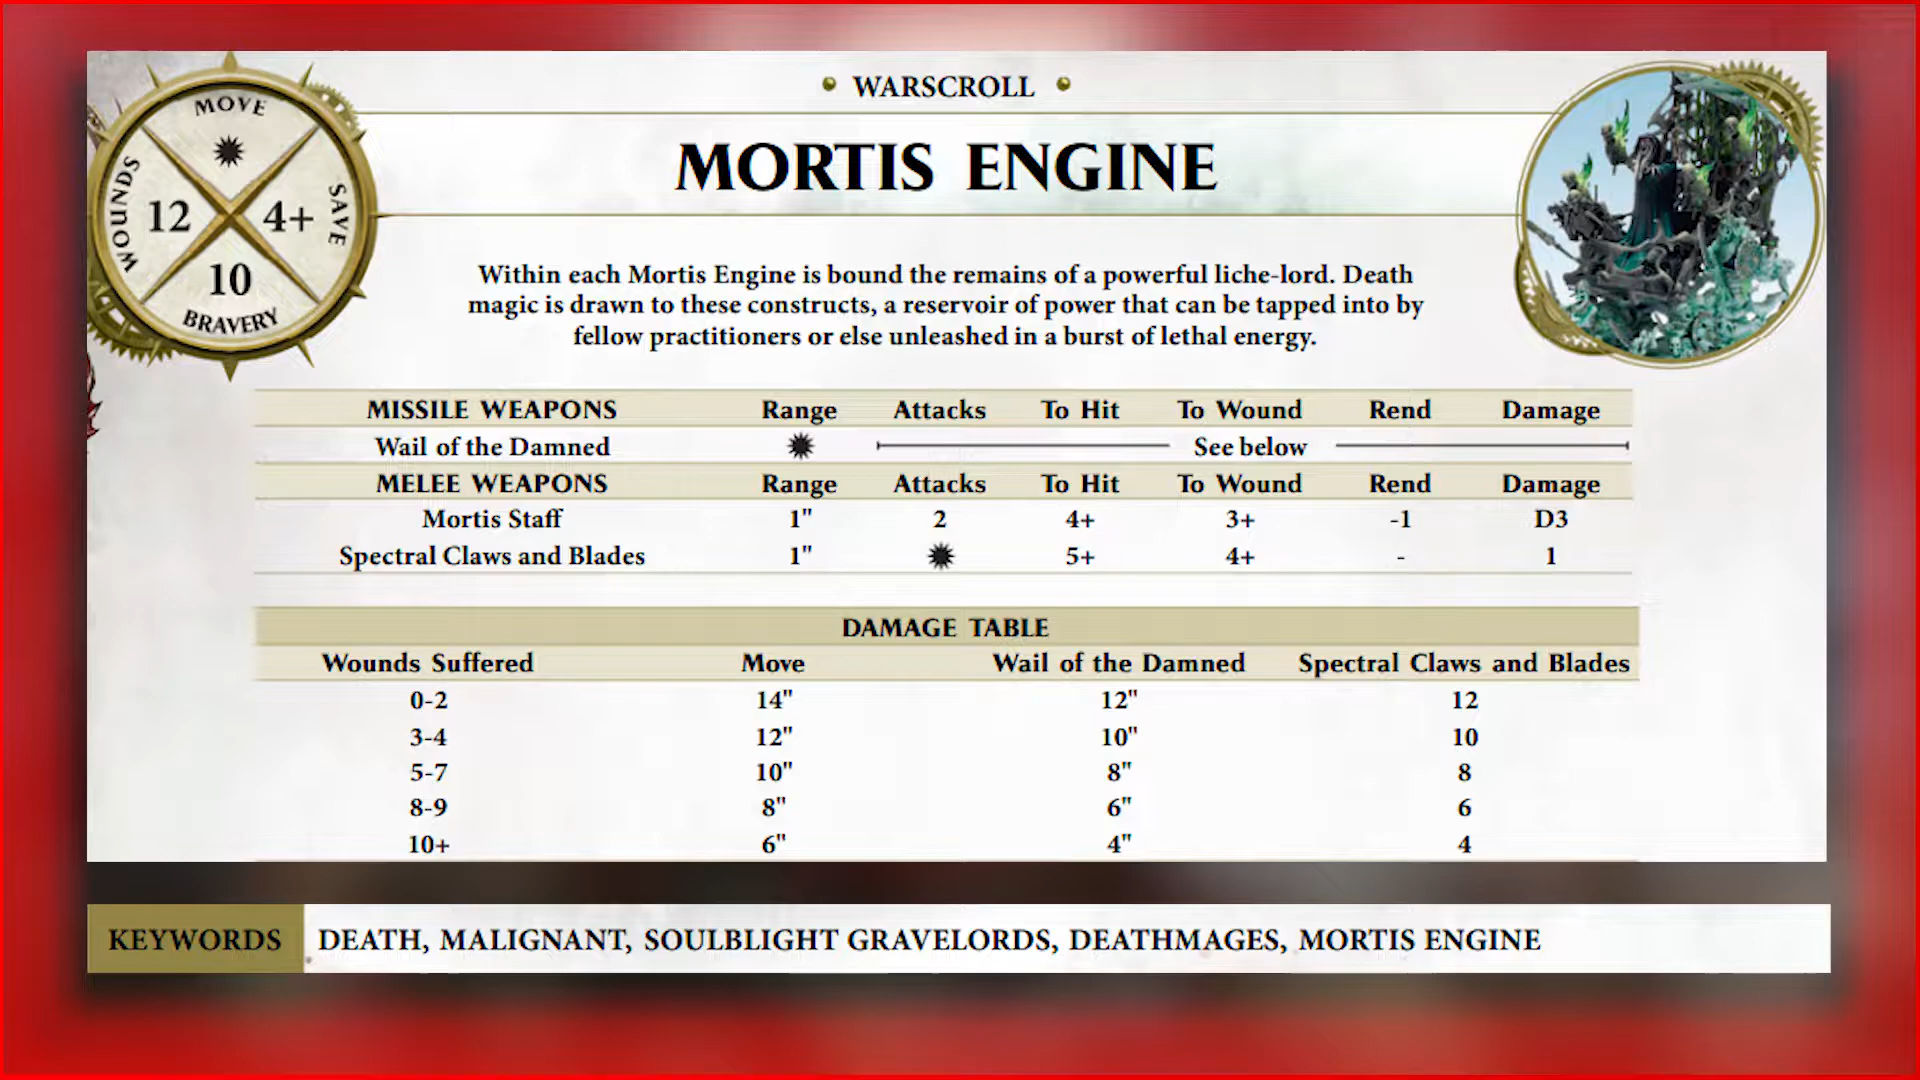 WARSCROLL
MORTIS ENGINE
MOVE
WOUNDS 12 4+ SAVE
10
BRAVERY
Within each Mortis Engine is bound the remains of a powerful liche-lord. Death
magic is drawn to these constructs, a reservoir of power that can be tapped into by
fellow practitioners or else unleashed in a burst of lethal energy.
MISSILE WEAPONS Range Attacks To Hit To Wound Rend Damage
Wail of the Damned See below
MELEE WEAPONS Range Attacks To Hit To Wound Rend Damage
Mortis Staff 1" 2 4+ 3+ -1 D3
Spectral Claws and Blades 1" 5+ 4+ - 1
DAMAGE TABLE
Wounds Suffered Move Wail of the Damned Spectral Claws and Blades
0-2 14" 12" 12
3-4 12" 10" 10
5-7 10" 8" 8
8-9 8" 6" 6
10+ 6" 4" 4
KEYWORDS DEATH, MALIGNANT, SOULBLIGHT GRAVELORDS, DEATHMAGES, MORTIS ENGINE